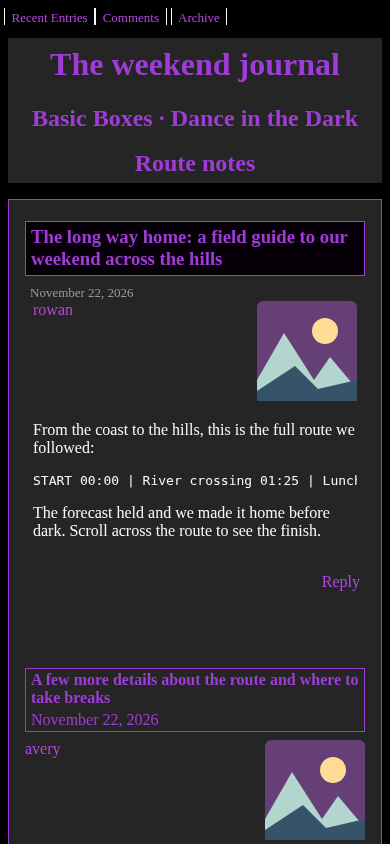 Recent Entries Comments Archive
The weekend journal
Basic Boxes · Dance in the Dark
Route notes
The long way home: a field guide to our
weekend across the hills
November 22, 2026
rowan
From the coast to the hills, this is the full route we
followed:
START 00:00 | River crossing 01:25 | Lunch
The forecast held and we made it home before
dark. Scroll across the route to see the finish.
Reply
A few more details about the route and where to
take breaks
November 22, 2026
avery